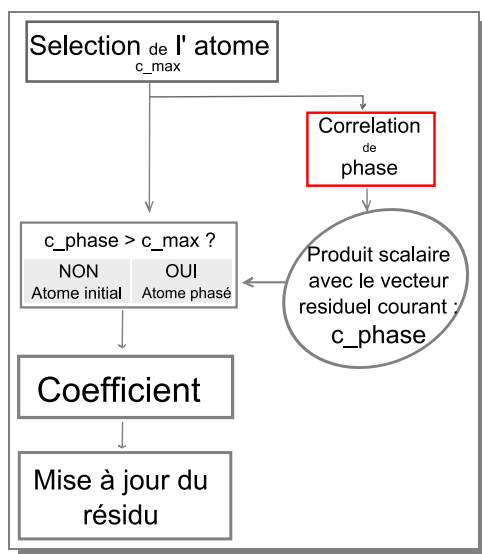 Selection de l' atome
c_max
Correlation
de
phase
c_phase > c_max ?
NON
Atome initial
OUI
Atome phasé
Produit scalaire
avec le vecteur
residuel courant :
c_phase
Coefficient
Mise à jour du
résidu